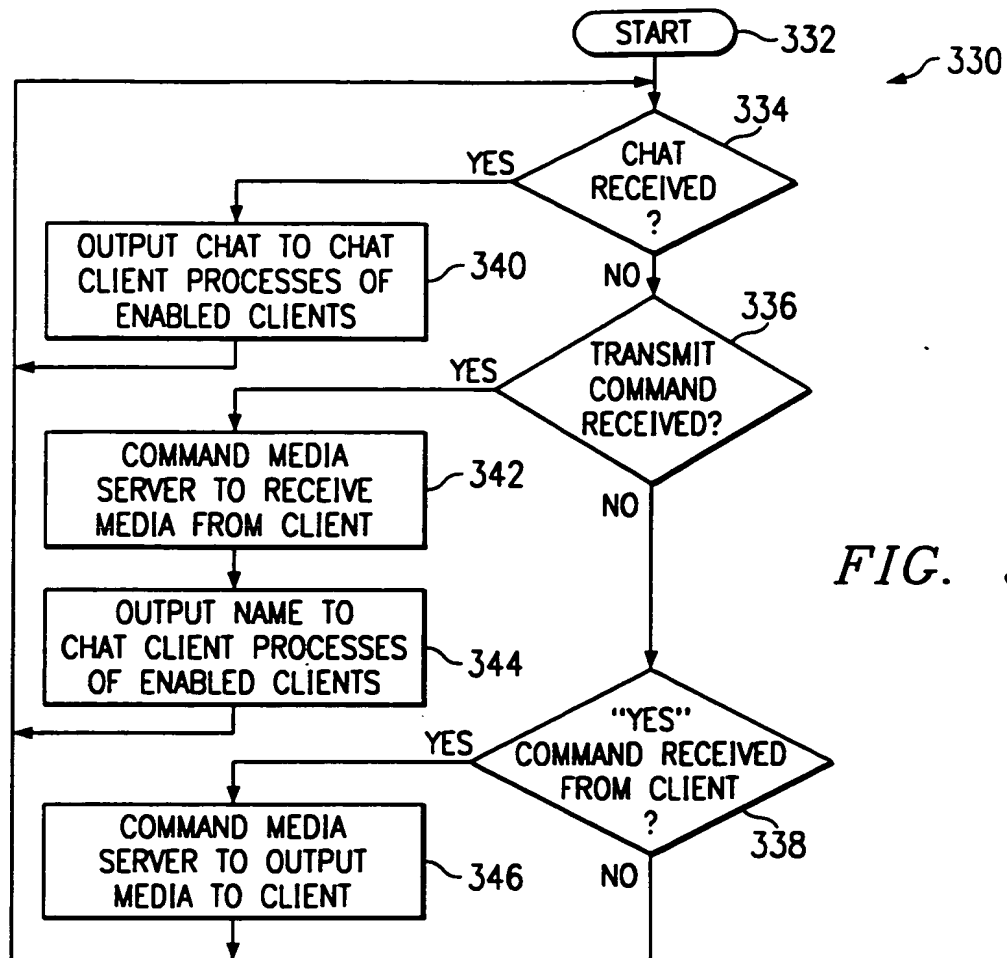 START
332
330
334
CHAT
RECEIVED
?
YES
NO
OUTPUT CHAT TO CHAT
CLIENT PROCESSES OF
ENABLED CLIENTS
340
336
TRANSMIT
COMMAND
RECEIVED?
YES
NO
COMMAND MEDIA
SERVER TO RECEIVE
MEDIA FROM CLIENT
342
FIG.
OUTPUT NAME TO
CHAT CLIENT PROCESSES
OF ENABLED CLIENTS
344
"YES"
COMMAND RECEIVED
FROM CLIENT
?
338
YES
NO
COMMAND MEDIA
SERVER TO OUTPUT
MEDIA TO CLIENT
346